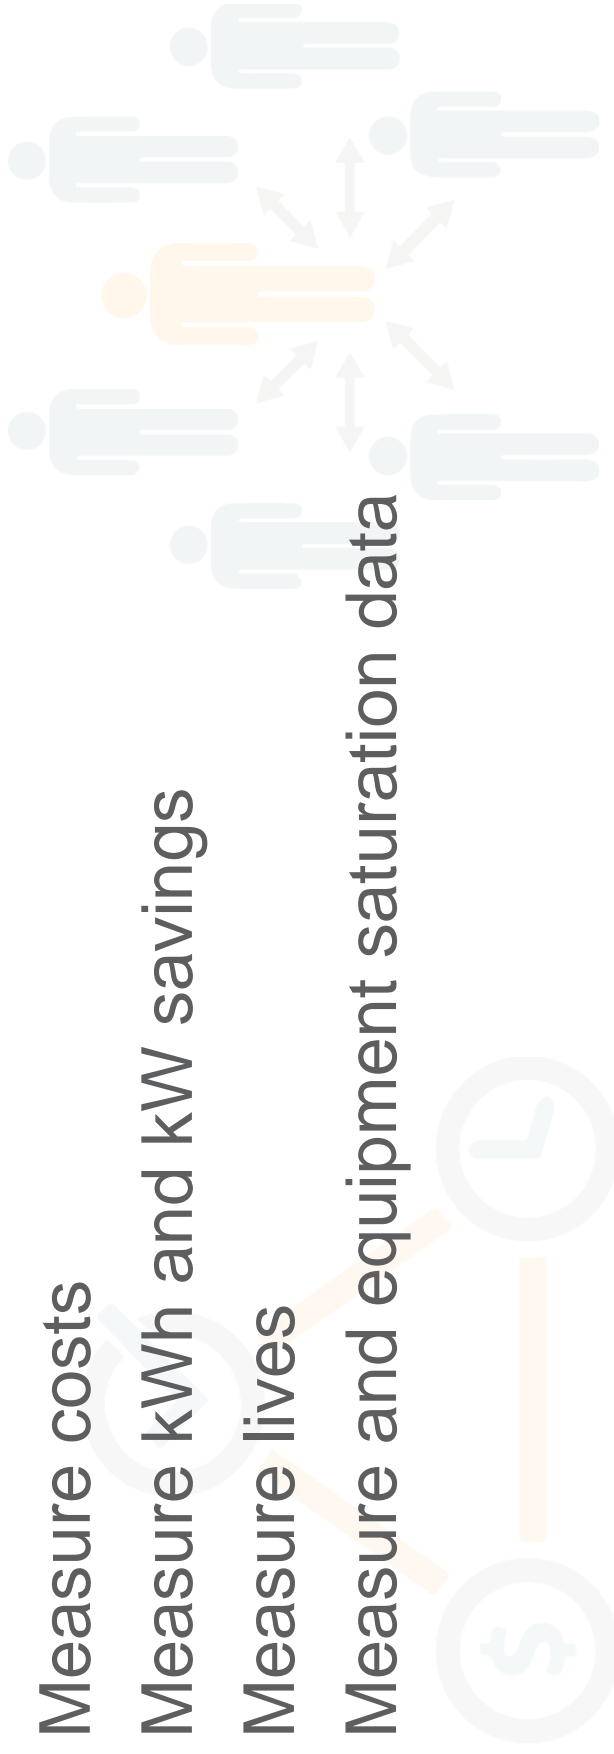 Measure costs
Measure kWh and kW savings
Measure lives
Measure and equipment saturation data
$